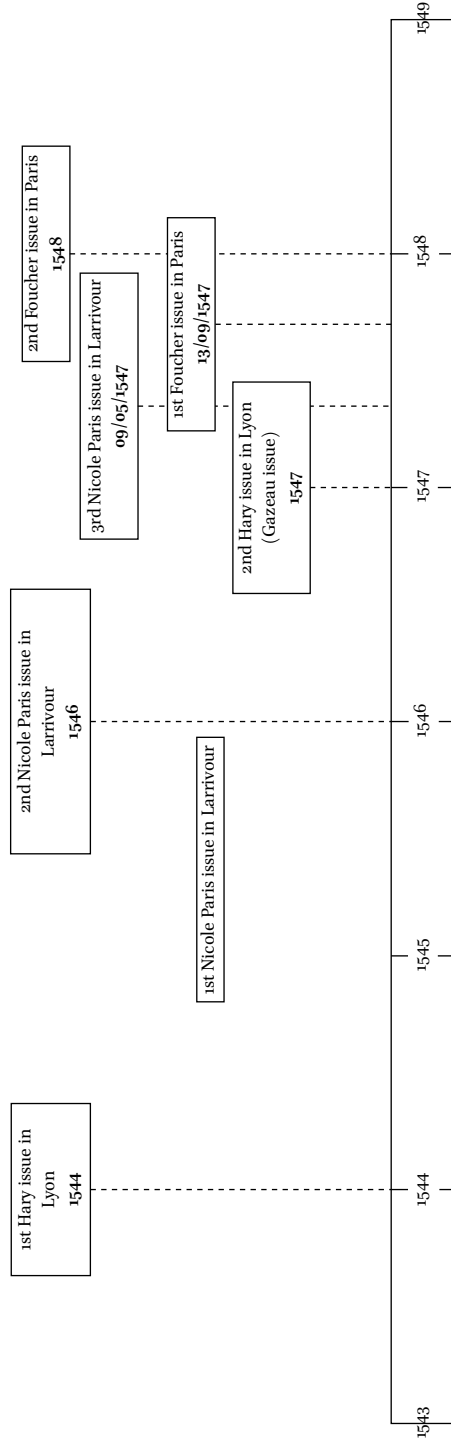 1st Hary issue in
Lyon
1544
1st Nicole Paris issue in Larrivour
2nd Nicole Paris issue in
Larrivour
1546
2nd Hary issue in Lyon
(Gazeau issue)
1547
3rd Nicole Paris issue in Larrivour
09/05/1547
1st Foucher issue in Paris
13/09/1547
2nd Foucher issue in Paris
1548
1543
1544
1545
1546
1547
1548
1549